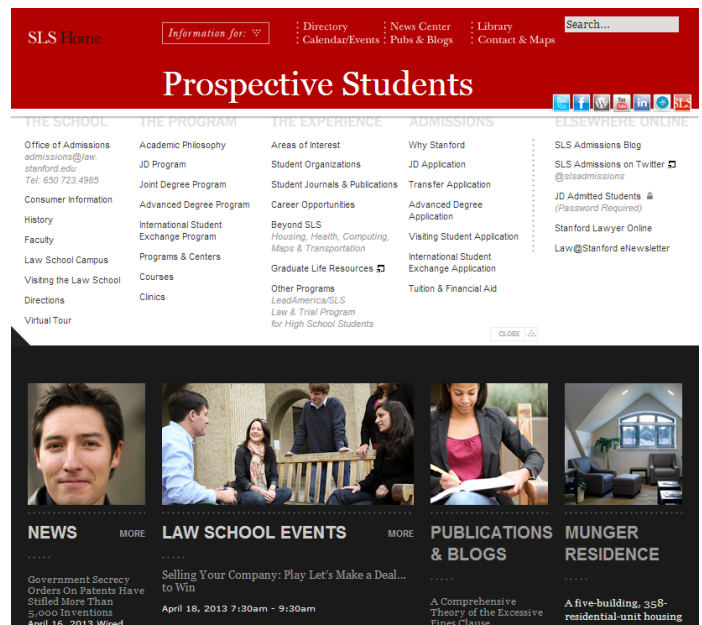 SLS Home
Information for:
Directory
News Center
Library
Calendar/Events
Pubs & Blogs
Contact & Maps
Search...
Prospective Students
THE SCHOOL
Office of Admissions
admissions@law.
stanford.edu
Tel: 650 723.4985
Consumer Information
History
Faculty
Law School Campus
Visiting the Law School
Directions
Virtual Tour
THE PROGRAM
Academic Philosophy
JD Program
Joint Degree Program
Advanced Degree Program
International Student
Exchange Program
Programs & Centers
Courses
Clinics
THE EXPERIENCE
Areas of Interest
Student Organizations
Student Journals & Publications
Career Opportunities
Beyond SLS
Housing, Health, Computing,
Maps & Transportation
Graduate Life Resources
Other Programs
LeadAmerica/SLS
Law & Trial Program
for High School Students
ADMISSIONS
Why Stanford
JD Application
Transfer Application
Advanced Degree
Application
Visiting Student Application
International Student
Exchange Application
Tuition & Financial Aid
ELSEWHERE ONLINE
SLS Admissions Blog
SLS Admissions on Twitter
@slsadmissions
JD Admitted Students
(Password Required)
Stanford Lawyer Online
Law@Stanford eNewsletter
CLOSE
NEWS
MORE
Government Secrecy
Orders On Patents Have
Stifled More Than
5,000 Inventions
April 16, 2013 Wired
LAW SCHOOL EVENTS
MORE
Selling Your Company: Play Let's Make a Deal...
to Win
April 18, 2013 7:30am - 9:30am
PUBLICATIONS
& BLOGS
A Comprehensive
Theory of the Excessive
Fines Clause
MUNGER
RESIDENCE
A five-building, 358-
residential-unit housing